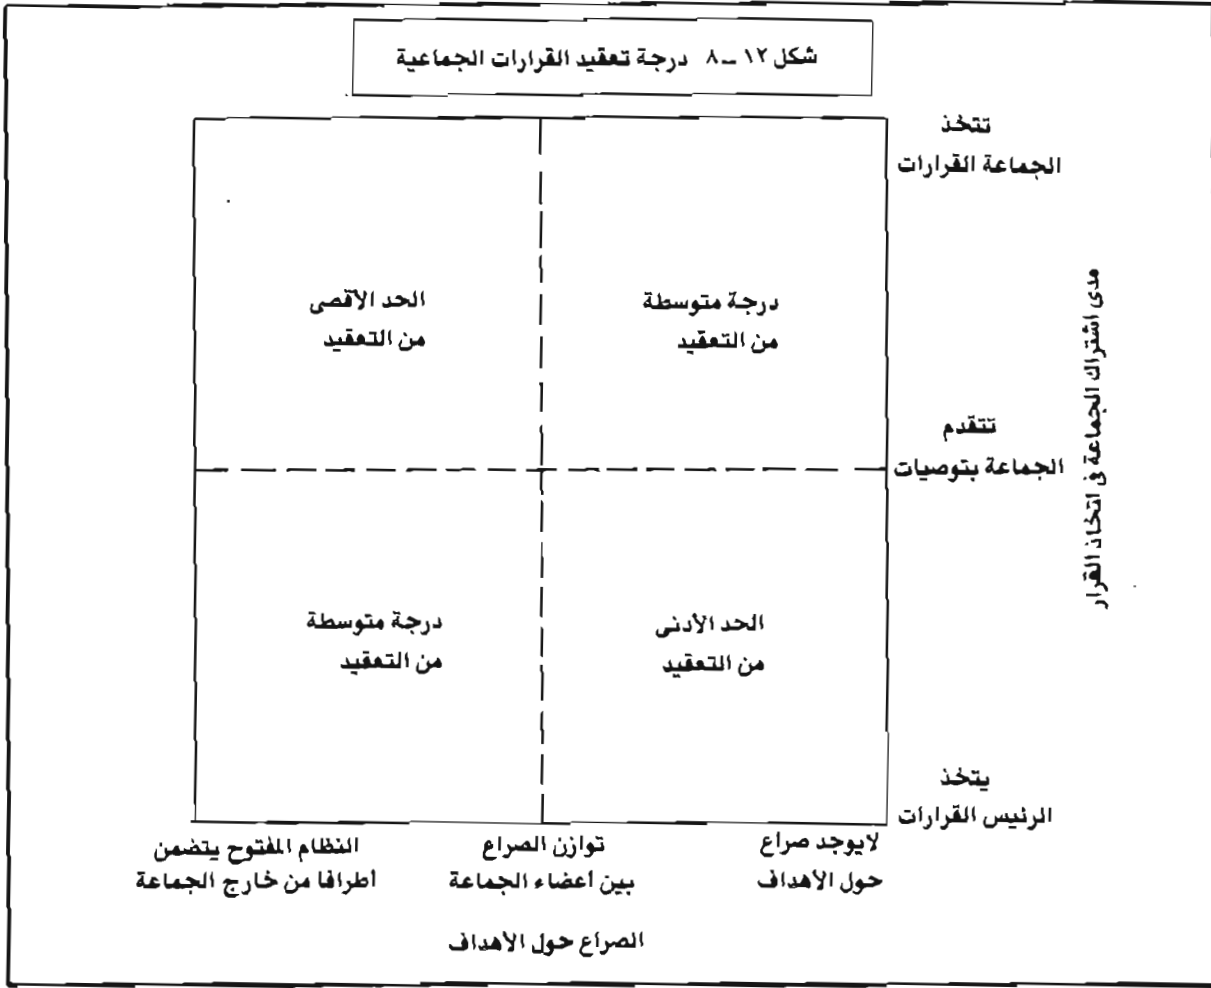 شكل ١٢ – ٨ درجة تعقيد القرارات الجماعية
تتخذ
الجماعة القرارات
درجة متوسطة
من التعقيد
الحد الأقصى
من التعقيد
مدى اشتراك الجماعة فى اتخاذ القرار
تتقدم
الجماعة بتوصيات
الحد الأدنى
من التعقيد
درجة متوسطة
من التعقيد
يتخذ
الرئيس القرارات
لايوجد صراع
حول الأهداف
توازن الصراع
بين أعضاء الجماعة
النظام المفتوح يتضمن
أطرافا من خارج الجماعة
الصراع حول الأهداف